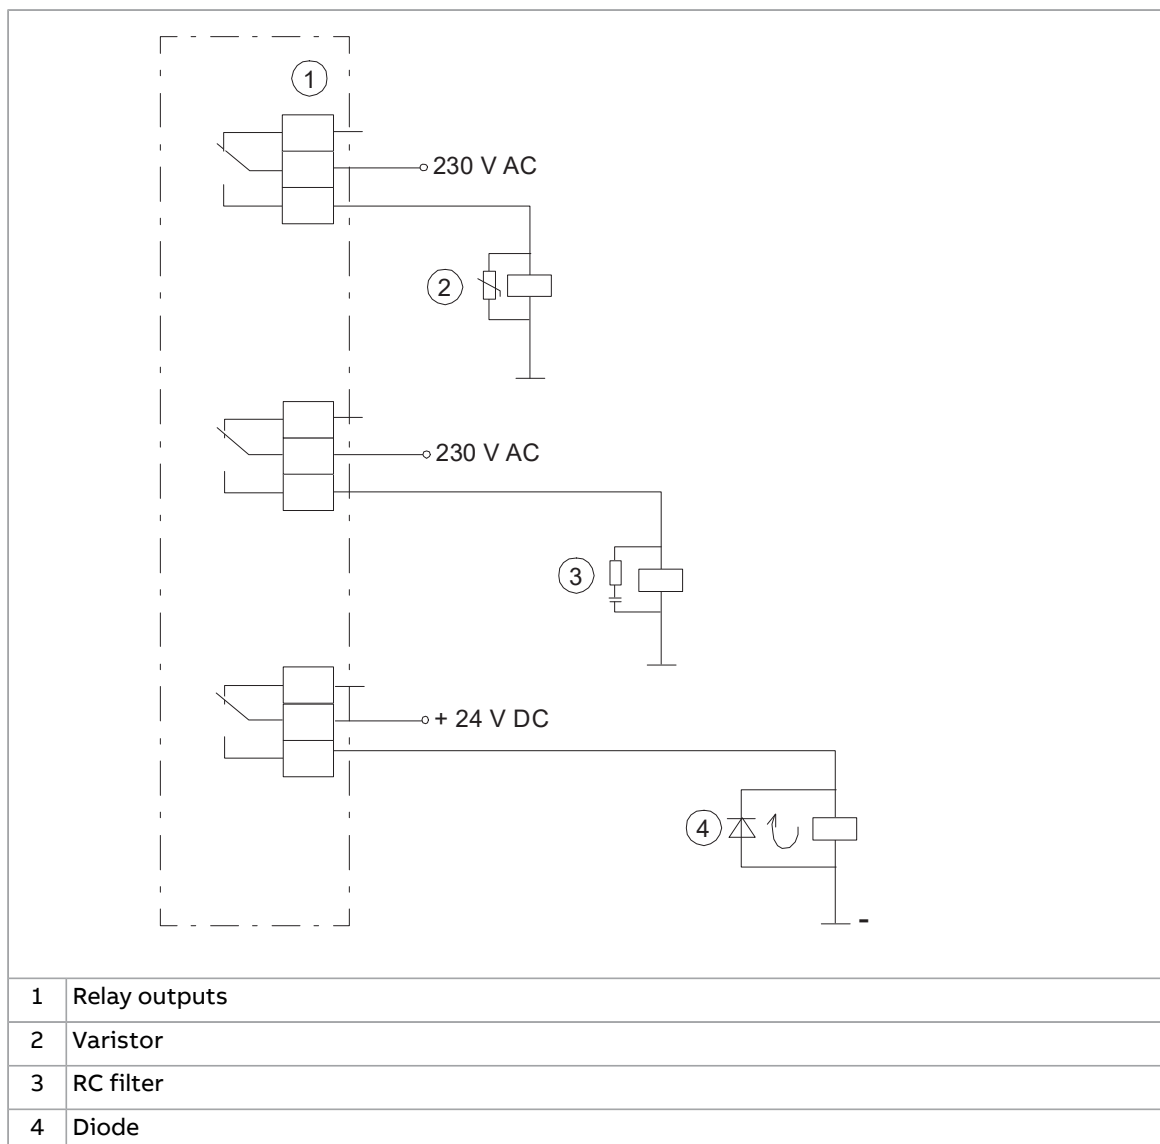 1
230 V AC
2
230 V AC
3
+ 24 V DC
4
-
1 Relay outputs
2 Varistor
3 RC filter
4 Diode